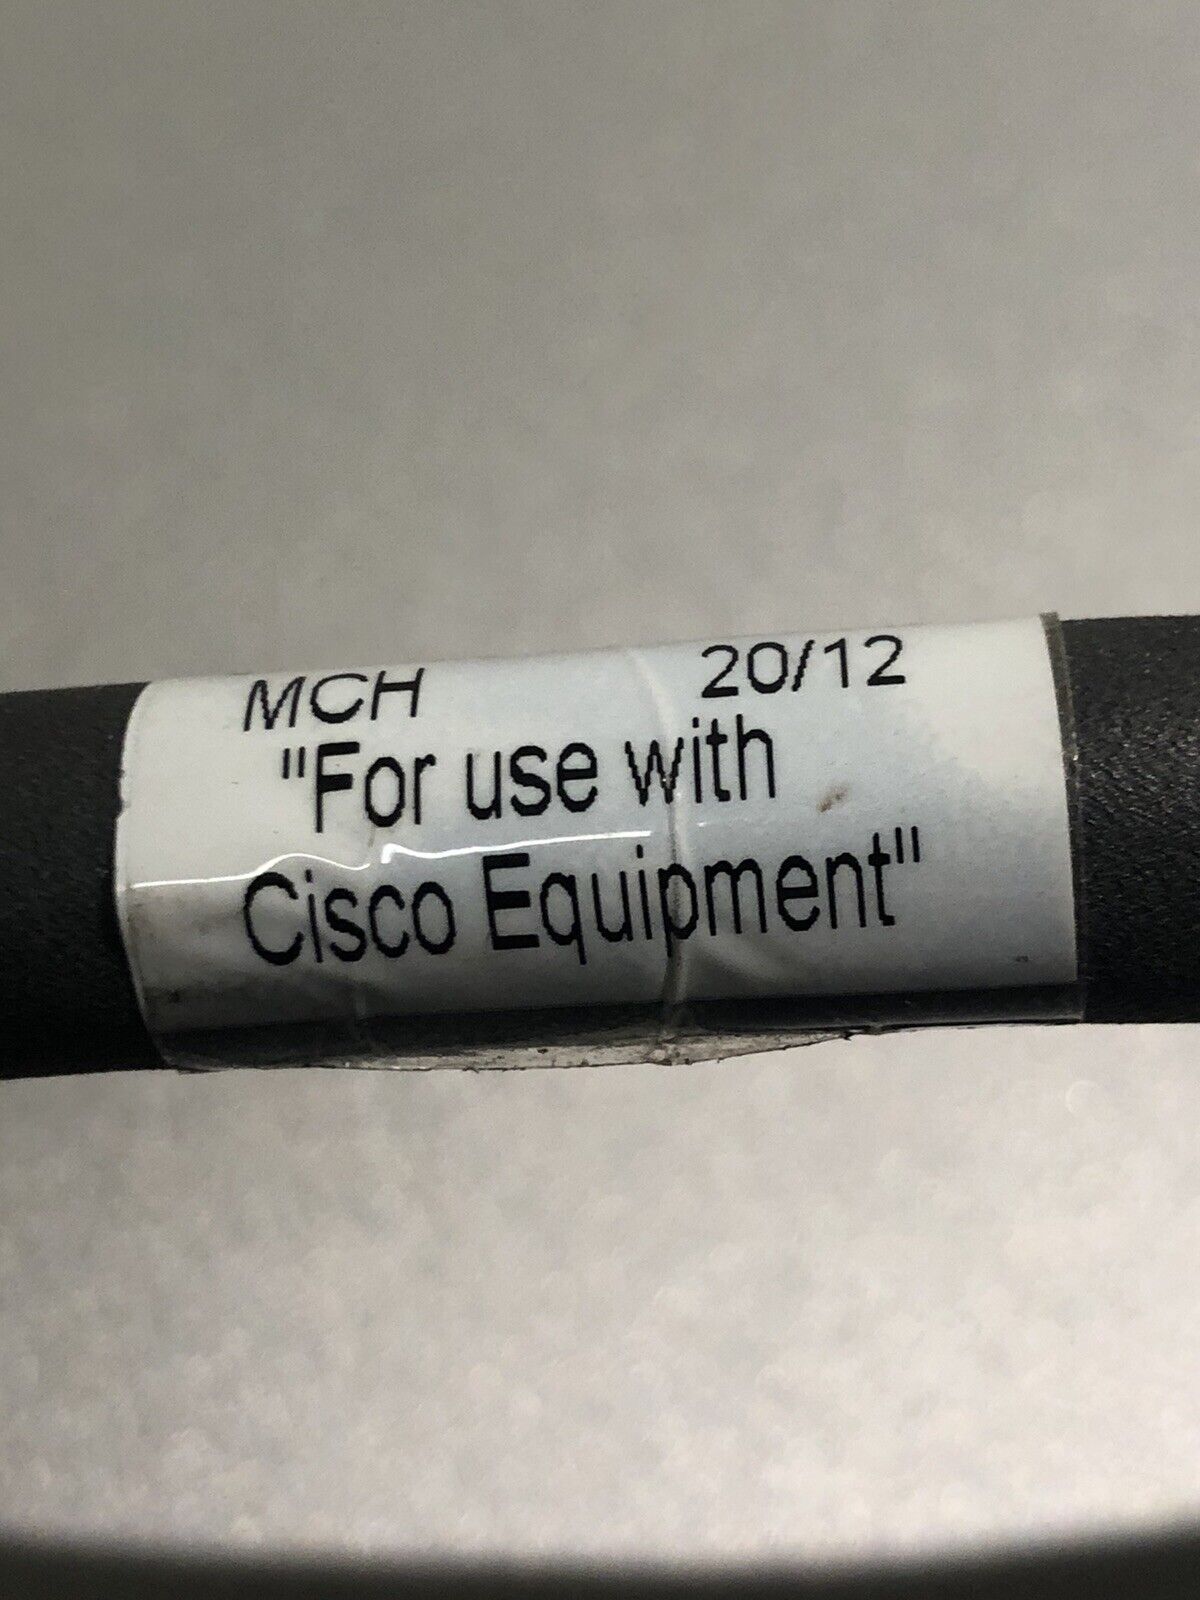 MCH 20/12
"For use with
Cisco Equipment"